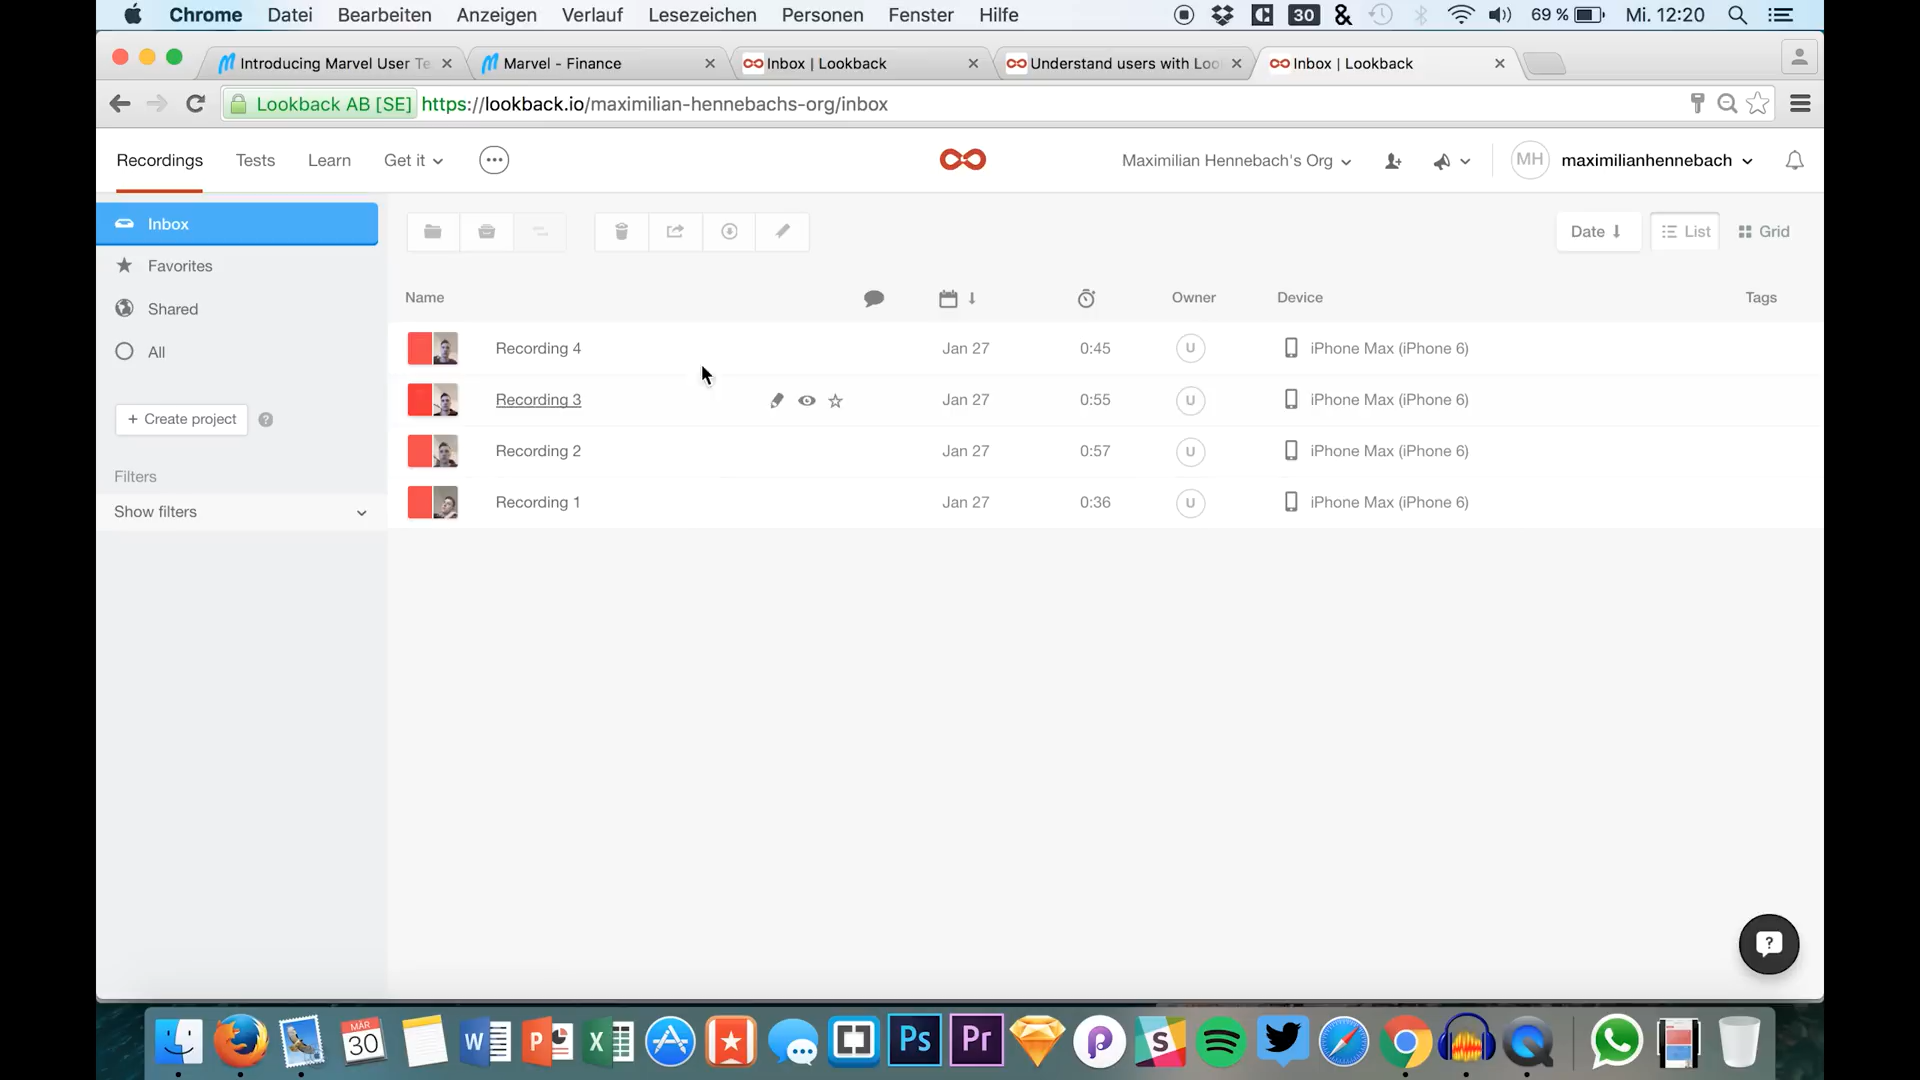 Chrome Datei Bearbeiten Anzeigen Verlauf Lesezeichen Personen Fenster Hilfe 30 69 % Mi. 12:20
Introducing Marvel User Te
Marvel - Finance
Inbox | Lookback
Understand users with Loo
Inbox | Lookback
Lookback AB [SE] https://lookback.io/maximilian-hennebachs-org/inbox
Recordings Tests Learn Get it Maximilian Hennebach's Org MH maximilianhennebach
Inbox
Favorites
Shared
All
+ Create project ?
Filters
Show filters
Date List Grid
Name Owner Device Tags
Recording 4 Jan 27 0:45 U iPhone Max (iPhone 6)
Recording 3 Jan 27 0:55 U iPhone Max (iPhone 6)
Recording 2 Jan 27 0:57 U iPhone Max (iPhone 6)
Recording 1 Jan 27 0:36 U iPhone Max (iPhone 6)
?
MÄR
30
W P X Ps Pr P S